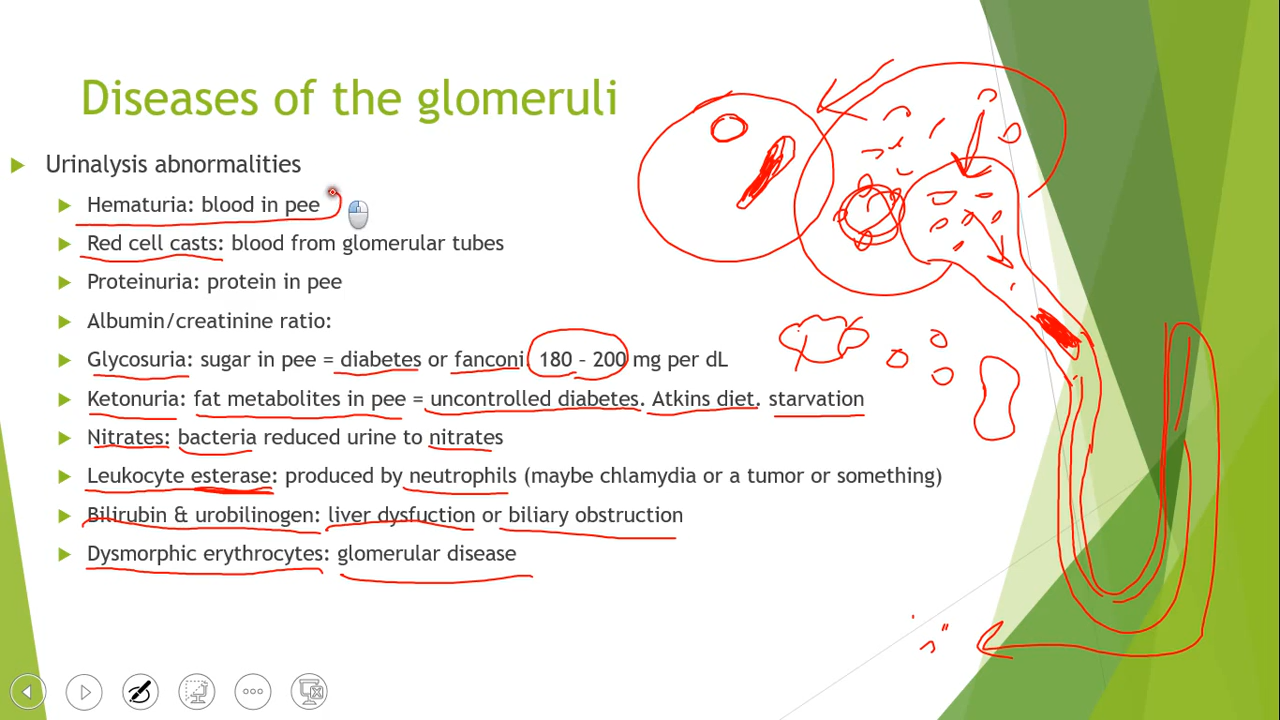 Diseases of the glomeruli
Urinalysis abnormalities
Hematuria: blood in pee
Red cell casts: blood from glomerular tubes
Proteinuria: protein in pee
Albumin/creatinine ratio:
Glycosuria: sugar in pee = diabetes or fanconi. 180 - 200 mg per dL
Ketonuria: fat metabolites in pee = uncontrolled diabetes. Atkins diet. starvation
Nitrates: bacteria reduced urine to nitrates
Leukocyte esterase: produced by neutrophils (maybe chlamydia or a tumor or something)
Bilirubin & urobilinogen: liver dysfuction or biliary obstruction
Dysmorphic erythrocytes: glomerular disease